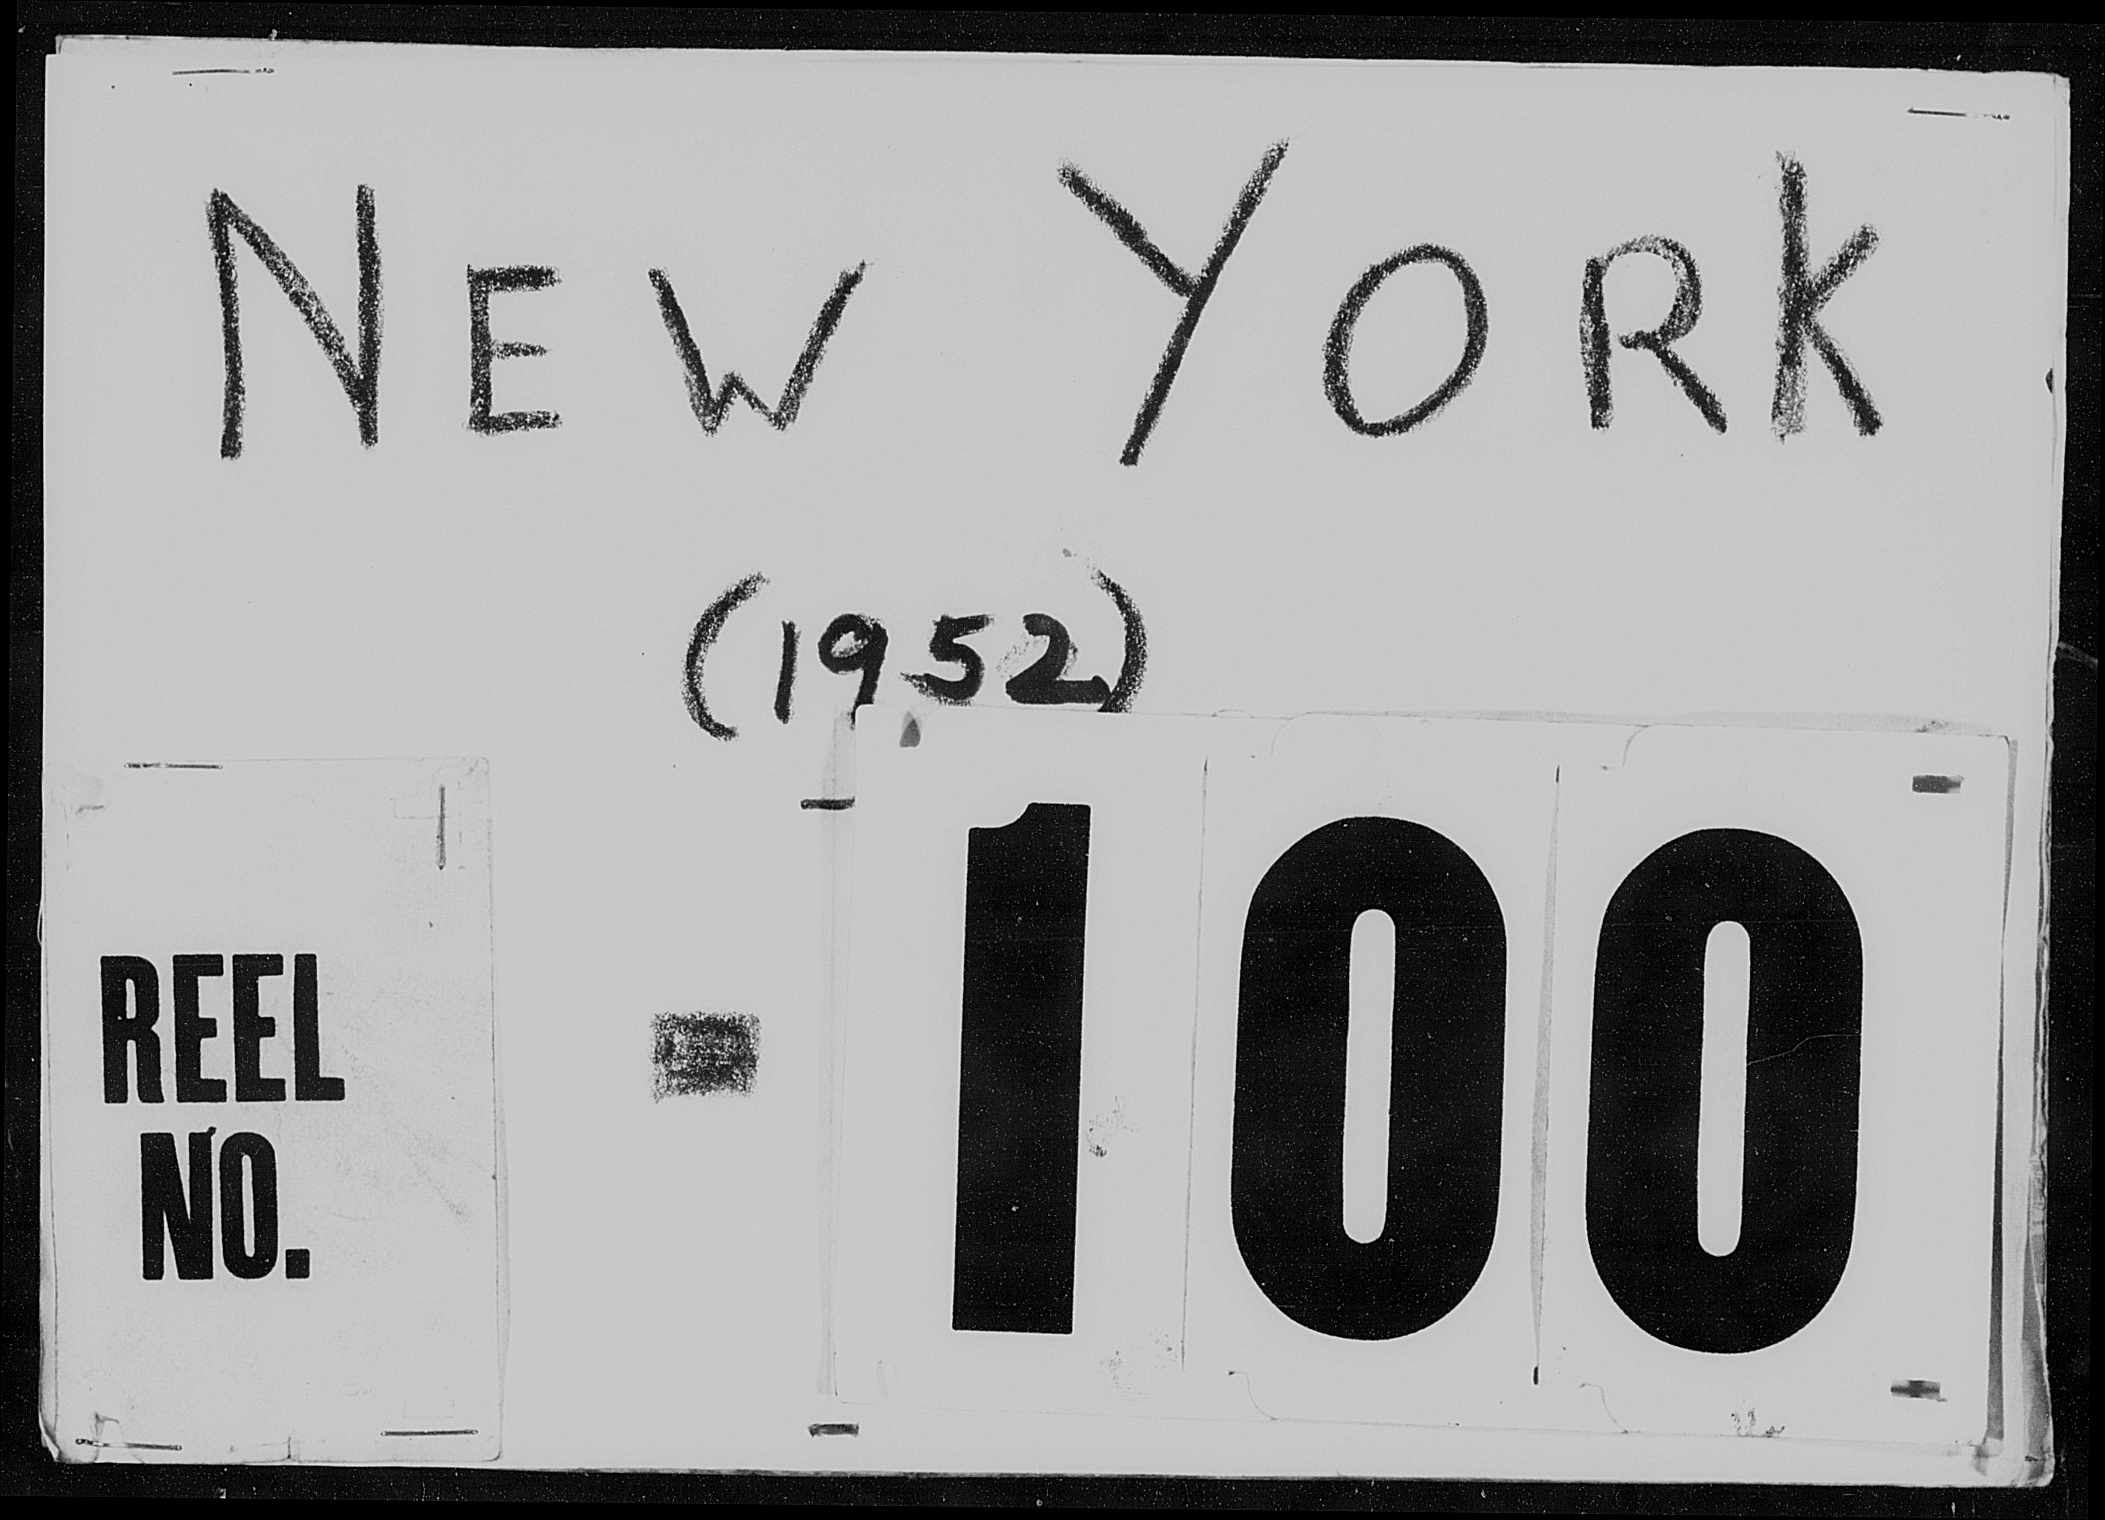 NEW YORK
(1952)
REEL
NO.
- 100